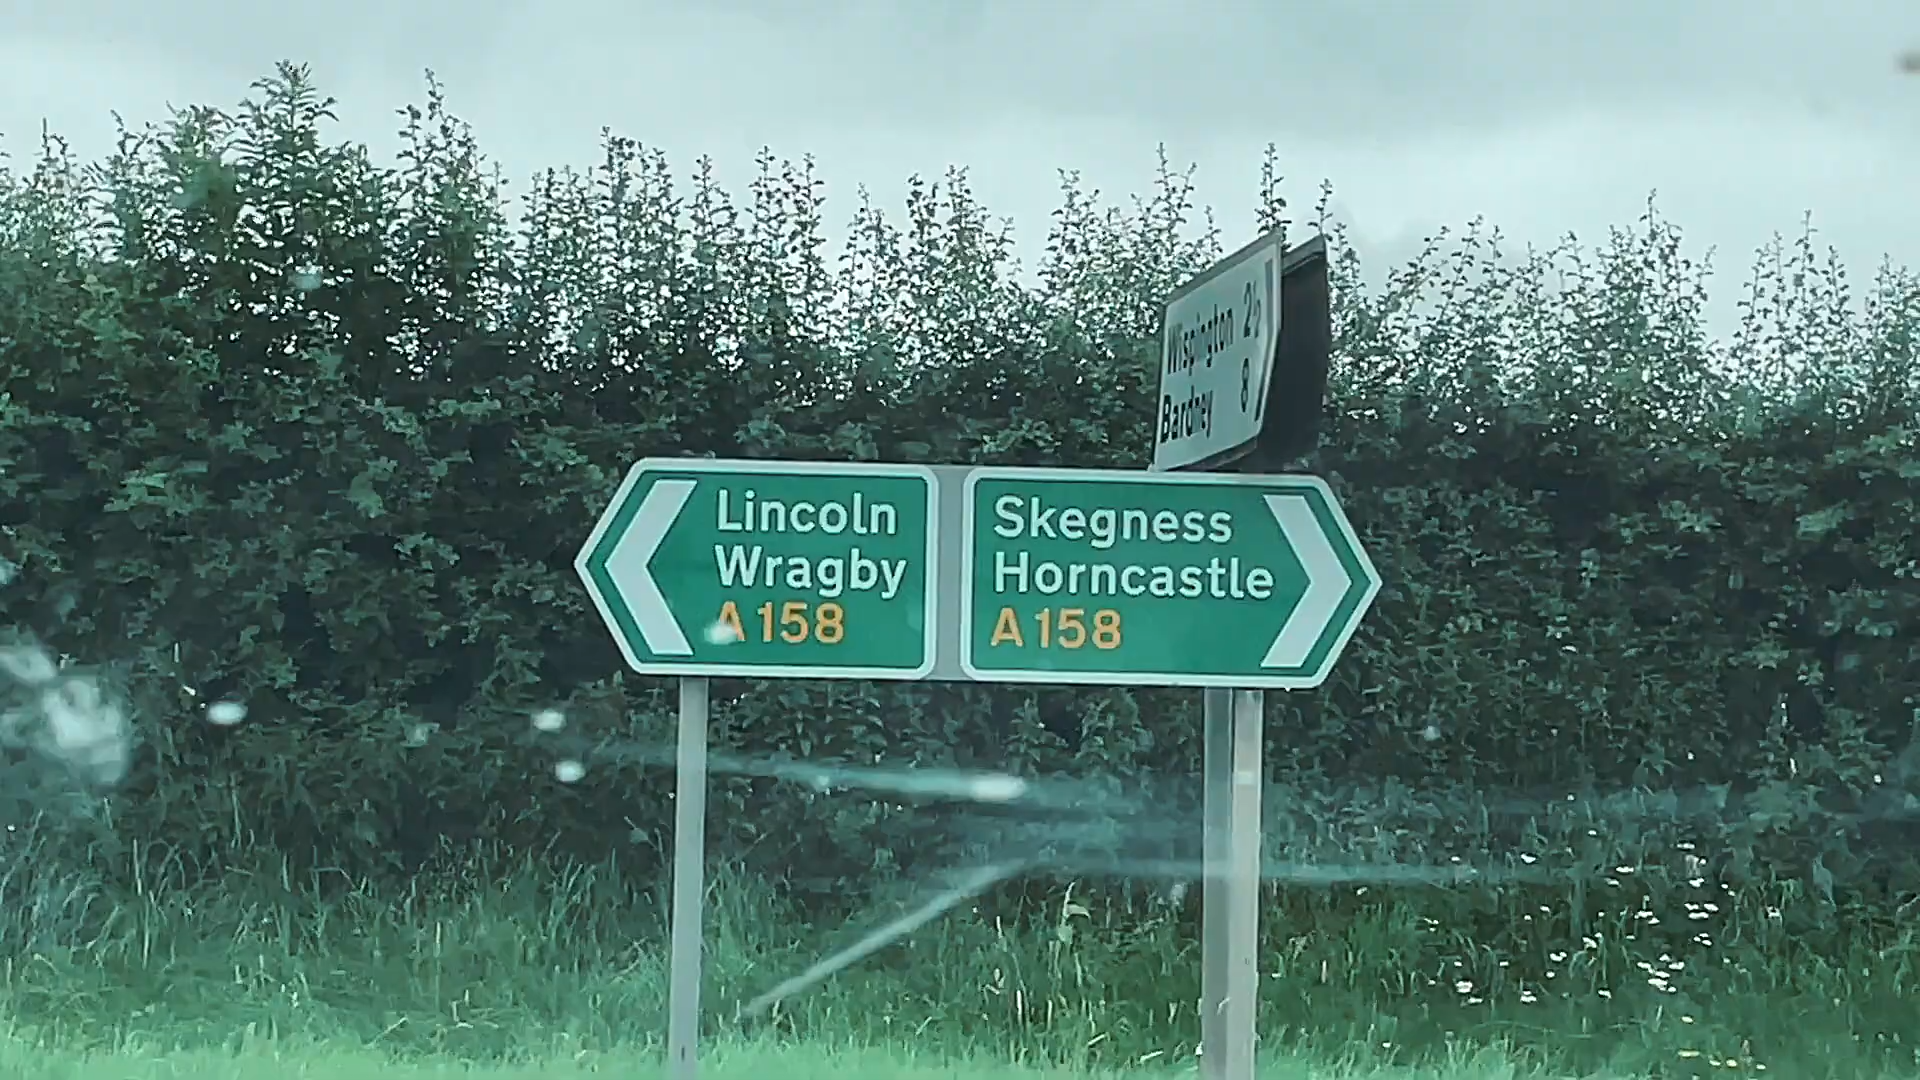 Wispington 2½
Bardney 8
Lincoln
Wragby
A158
Skegness
Horncastle
A158